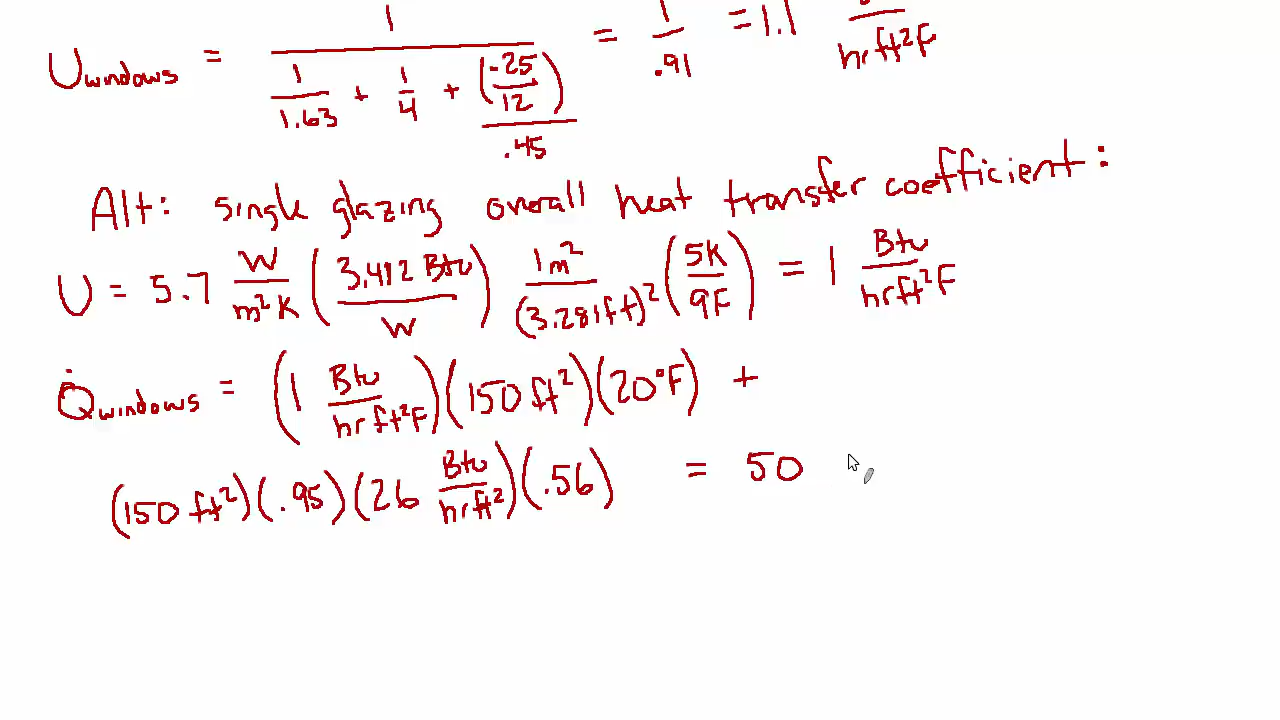 U windows = 1 / (1/1.63 + 1/4 + (.25/12)/.45) = 1/.91 = 1.1 /hrft²F
Alt: single glazing overall heat transfer coefficient:
U = 5.7 W/m²K (3.412 Btu/W) 1m²/(3.281ft)² (5K/9F) = 1 Btu/hrft²F
Q̇ windows = (1 Btu/hrft²F)(150 ft²)(20°F) +
(150 ft²)(.95)(26 Btu/hrft²)(.56) = 50